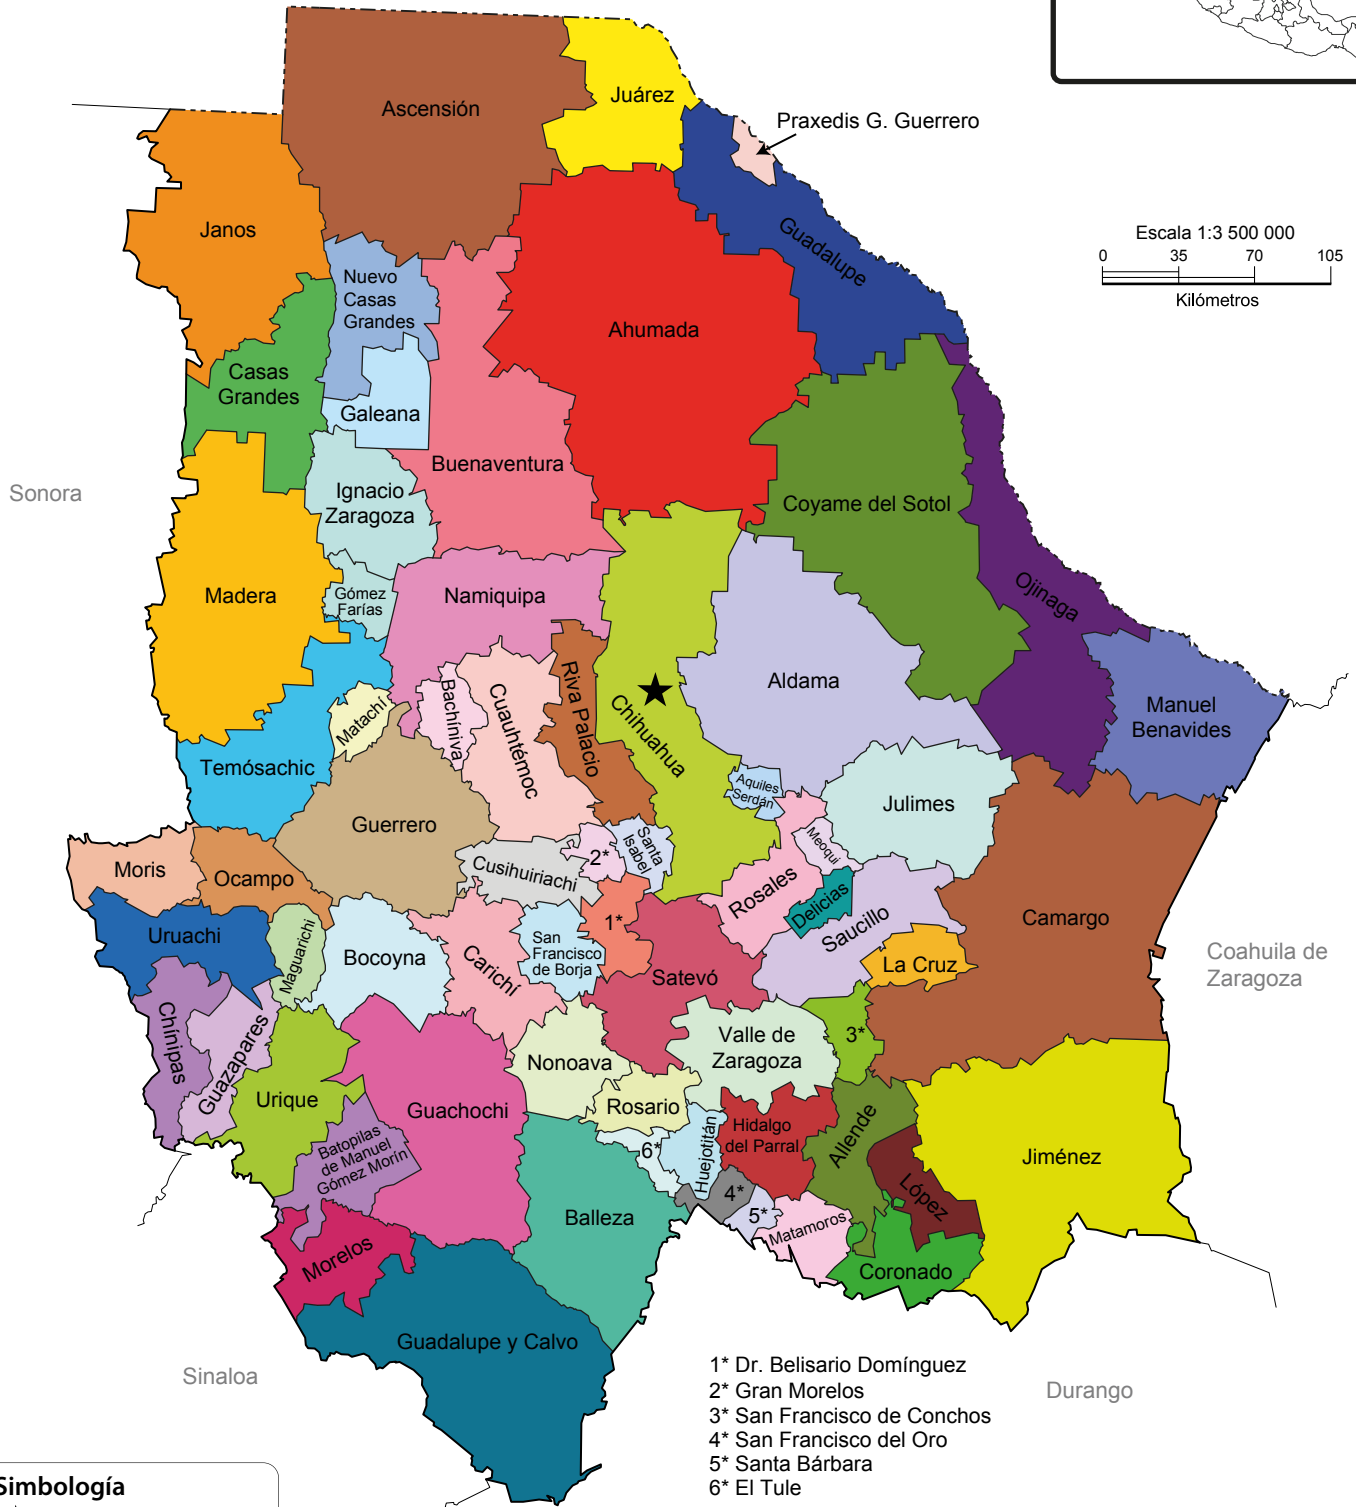 Ascensión
Juárez
Praxedis G. Guerrero
Janos
Guadalupe
Escala 1:3 500 000
0 35 70 105
Kilómetros
Nuevo
Casas
Grandes
Ahumada
Casas
Grandes
Galeana
Buenaventura
Sonora
Ignacio
Zaragoza
Coyame del Sotol
Madera
Gómez
Farías
Namiquipa
Ojinaga
Riva Palacio
Aldama
Bachíniva
Cuauhtémoc
Chihuahua
Matachí
Manuel
Benavides
Temósachic
Aquiles
Serdán
Julimes
Guerrero
Santa
Isabel
Meoqui
Moris
Ocampo
Cusihuiriachi
2*
Rosales
Delicias
Camargo
Uruachi
Maguarichi
Bocoyna
Carichí
San
Francisco
de Borja
1*
Satevó
Saucillo
La Cruz
Coahuila de
Zaragoza
Chínipas
Guazapares
Nonoava
Valle de
Zaragoza
3*
Urique
Guachochi
Rosario
Hidalgo
del Parral
Allende
Batopilas
de Manuel
Gómez Morín
6*
Huejotitán
Jiménez
4*
López
5*
Balleza
Matamoros
Morelos
Coronado
Guadalupe y Calvo
Sinaloa
Durango
1* Dr. Belisario Domínguez
2* Gran Morelos
3* San Francisco de Conchos
4* San Francisco del Oro
5* Santa Bárbara
6* El Tule
Simbología